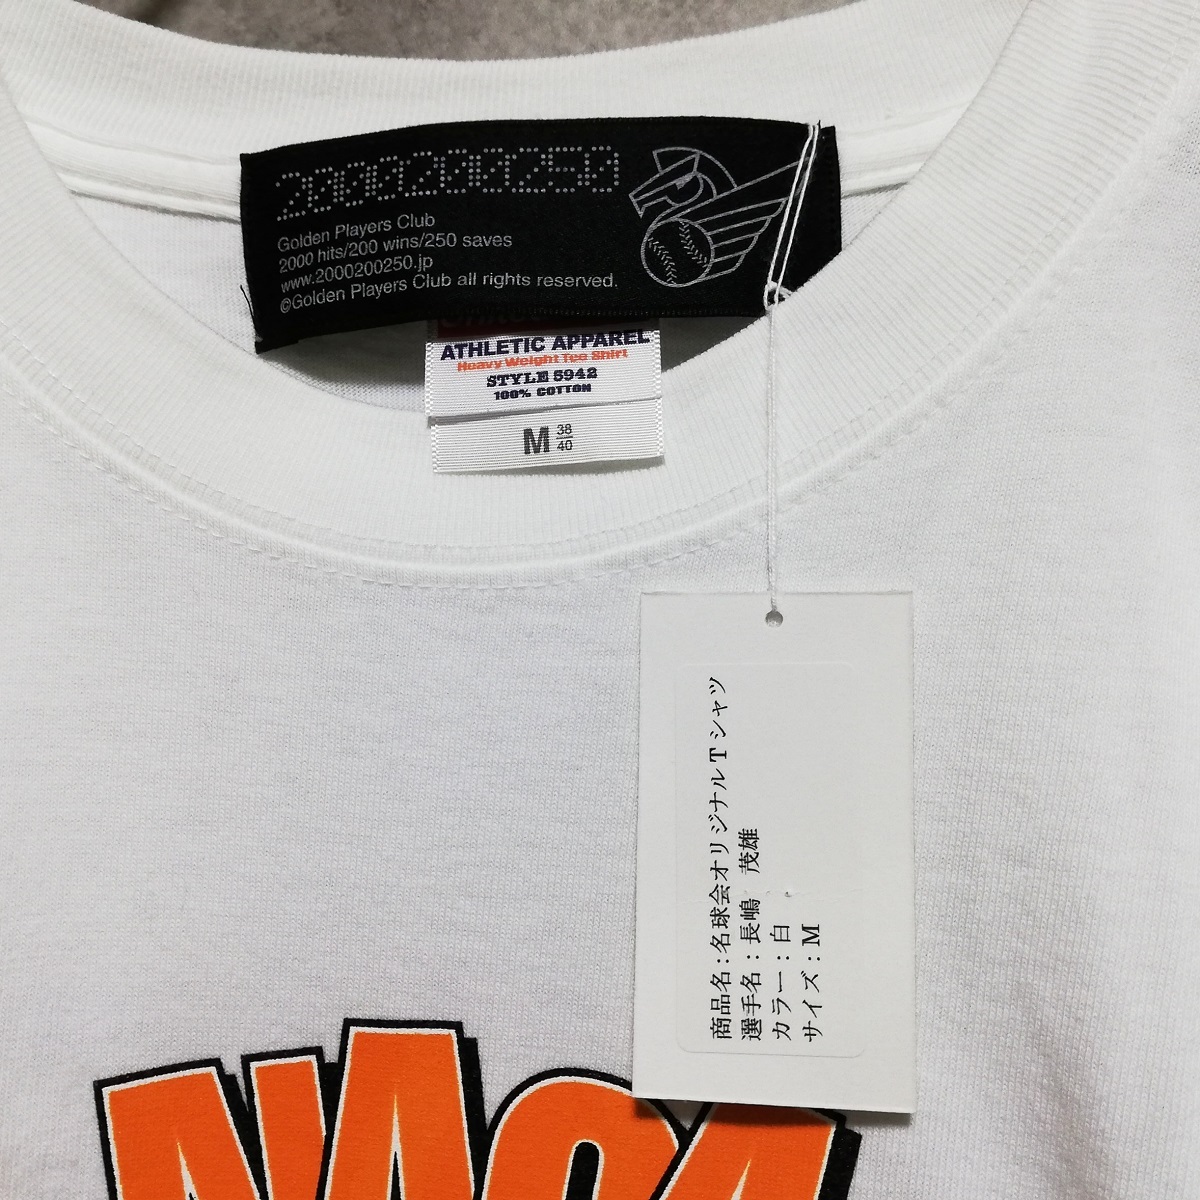 2000200250
Golden Players Club
2000 hits/200 wins/250 saves
www.2000200250.jp
©Golden Players Club all rights reserved.
ATHLETIC APPAREL
Heavy Weight Tee Shirt
STYLE 5942
100% COTTON
M 38/40
商品名:名球会オリジナルTシャツ
選手名:長嶋 茂雄
カラー:白
サイズ:M
NAGA